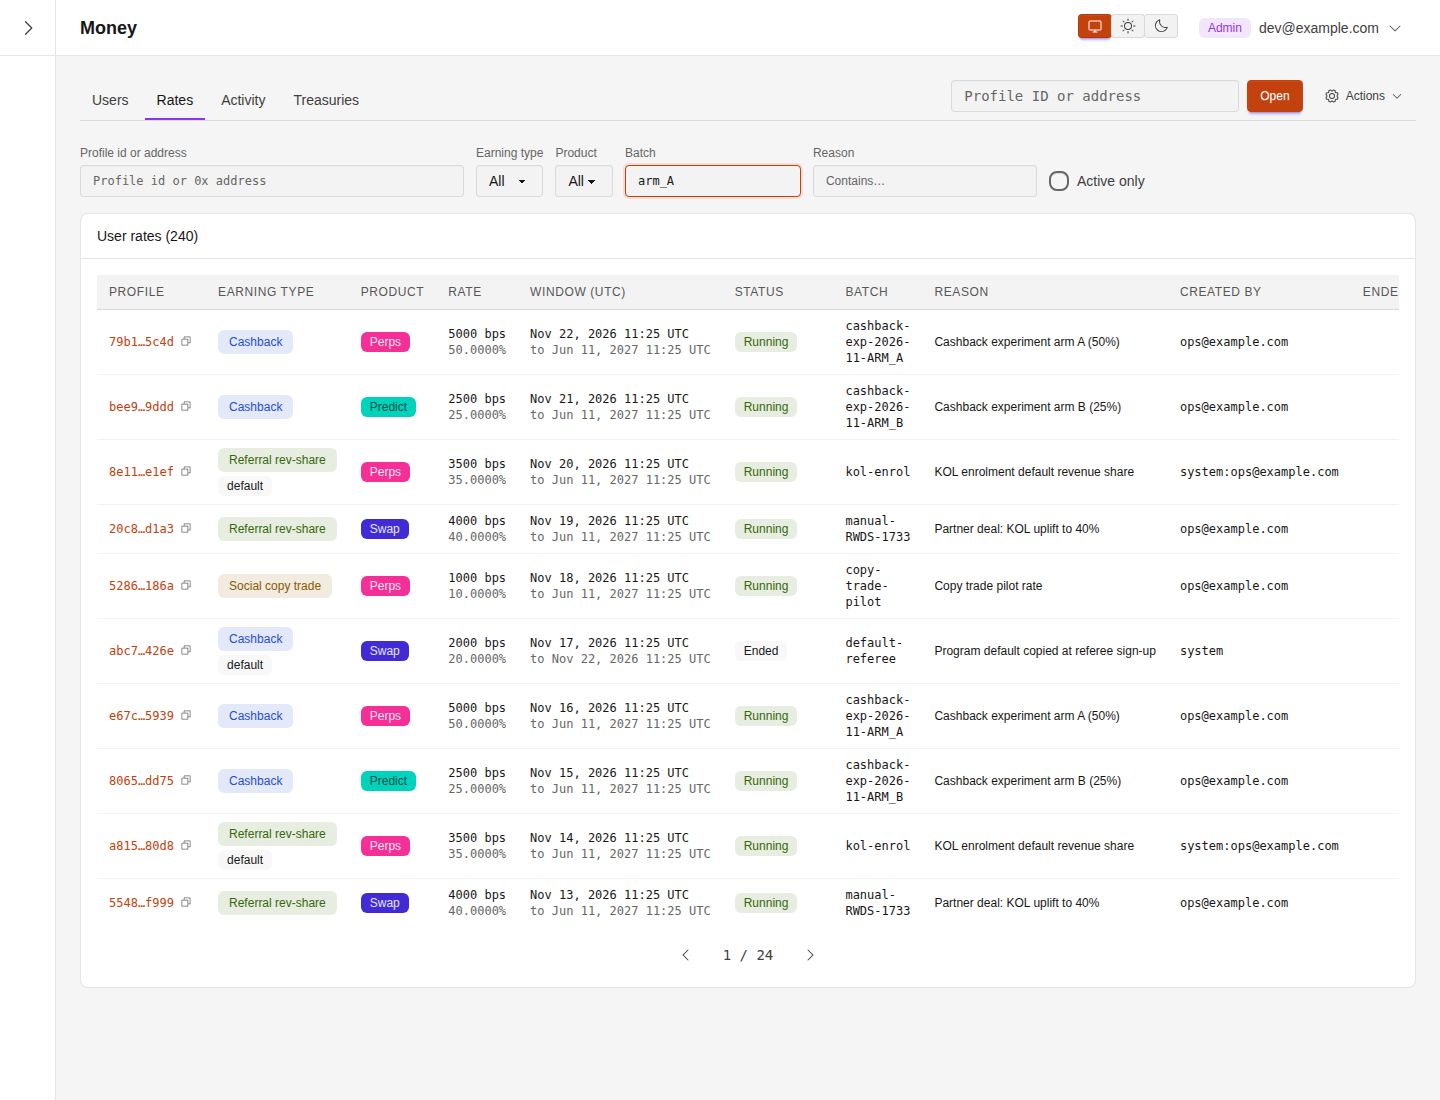 Money
Admin dev@example.com
Users Rates Activity Treasuries
Profile ID or address Open Actions
Profile id or address Earning type Product Batch Reason
Profile id or 0x address All All arm_A Contains… Active only
User rates (240)
PROFILE EARNING TYPE PRODUCT RATE WINDOW (UTC) STATUS BATCH REASON CREATED BY ENDE
79b1…5c4d Cashback Perps 5000 bps 50.0000% Nov 22, 2026 11:25 UTC to Jun 11, 2027 11:25 UTC Running cashback-exp-2026-11-ARM_A Cashback experiment arm A (50%) ops@example.com
bee9…9ddd Cashback Predict 2500 bps 25.0000% Nov 21, 2026 11:25 UTC to Jun 11, 2027 11:25 UTC Running cashback-exp-2026-11-ARM_B Cashback experiment arm B (25%) ops@example.com
8e11…e1ef Referral rev-share default Perps 3500 bps 35.0000% Nov 20, 2026 11:25 UTC to Jun 11, 2027 11:25 UTC Running kol-enrol KOL enrolment default revenue share system:ops@example.com
20c8…d1a3 Referral rev-share Swap 4000 bps 40.0000% Nov 19, 2026 11:25 UTC to Jun 11, 2027 11:25 UTC Running manual-RWDS-1733 Partner deal: KOL uplift to 40% ops@example.com
5286…186a Social copy trade Perps 1000 bps 10.0000% Nov 18, 2026 11:25 UTC to Jun 11, 2027 11:25 UTC Running copy-trade-pilot Copy trade pilot rate ops@example.com
abc7…426e Cashback default Swap 2000 bps 20.0000% Nov 17, 2026 11:25 UTC to Nov 22, 2026 11:25 UTC Ended default-referee Program default copied at referee sign-up system
e67c…5939 Cashback Perps 5000 bps 50.0000% Nov 16, 2026 11:25 UTC to Jun 11, 2027 11:25 UTC Running cashback-exp-2026-11-ARM_A Cashback experiment arm A (50%) ops@example.com
8065…dd75 Cashback Predict 2500 bps 25.0000% Nov 15, 2026 11:25 UTC to Jun 11, 2027 11:25 UTC Running cashback-exp-2026-11-ARM_B Cashback experiment arm B (25%) ops@example.com
a815…80d8 Referral rev-share default Perps 3500 bps 35.0000% Nov 14, 2026 11:25 UTC to Jun 11, 2027 11:25 UTC Running kol-enrol KOL enrolment default revenue share system:ops@example.com
5548…f999 Referral rev-share Swap 4000 bps 40.0000% Nov 13, 2026 11:25 UTC to Jun 11, 2027 11:25 UTC Running manual-RWDS-1733 Partner deal: KOL uplift to 40% ops@example.com
1 / 24